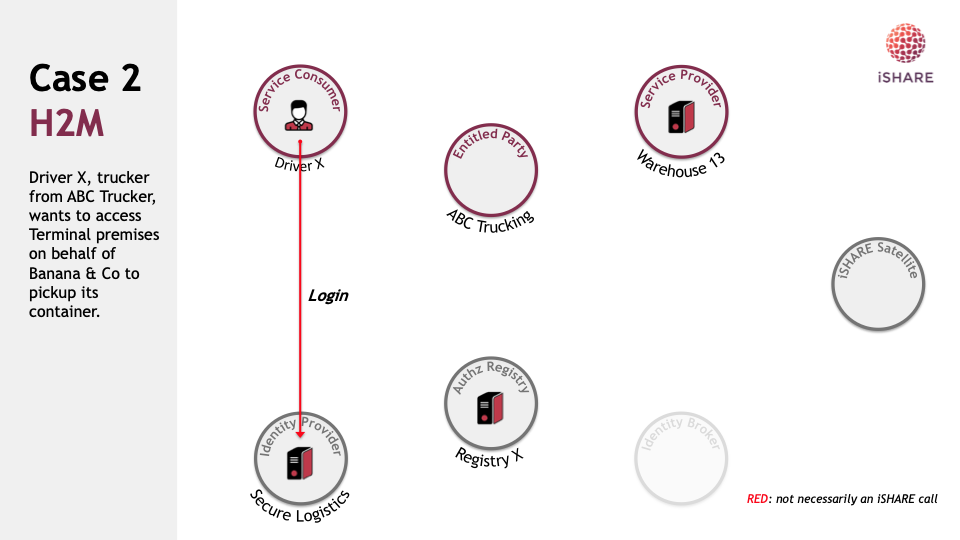 Case 2
H2M
Driver X, trucker
from ABC Trucker,
wants to access
Terminal premises
on behalf of
Banana & Co to
pickup its
container.
iSHARE
Service Consumer
Driver X
Entitled Party
ABC Trucking
Service Provider
Warehouse 13
iSHARE Satellite
Login
Authz Registry
Registry X
Identity Provider
Secure Logistics
Identity Broker
RED: not necessarily an iSHARE call